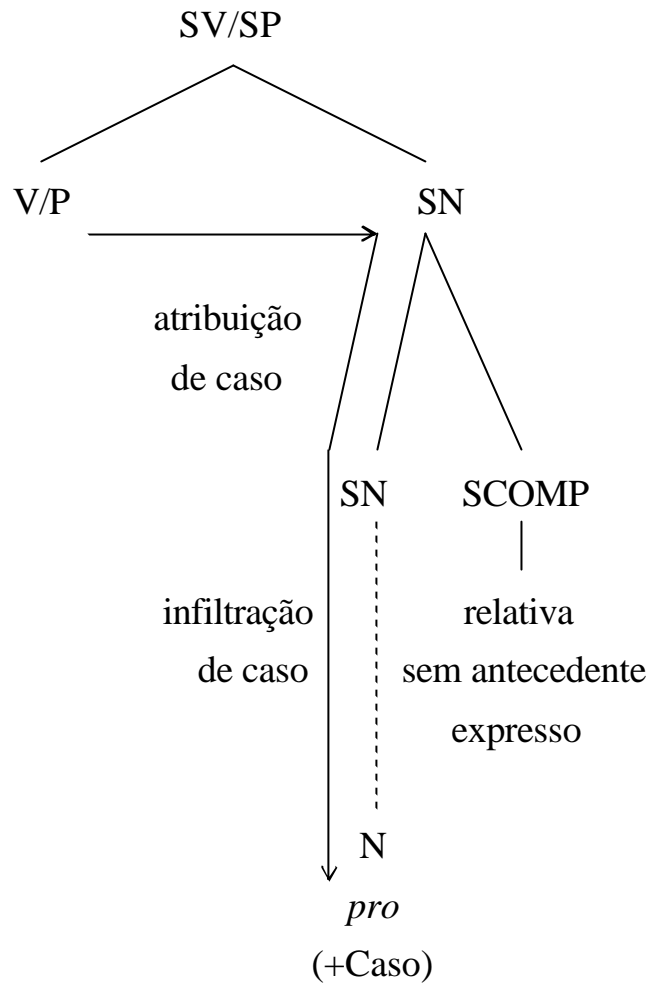 SV/SP
V/P
SN
atribuição
de caso
SN
SCOMP
infiltração
de caso
relativa
sem antecedente
expresso
N
pro
(+Caso)